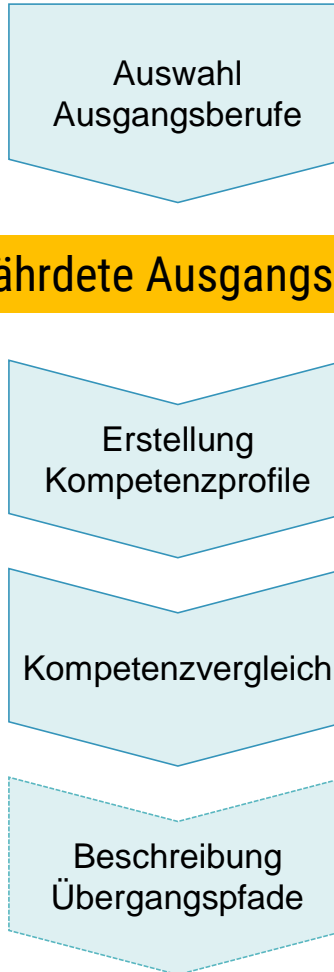 Auswahl
Ausgangsberufe
ährdete Ausgangs
Erstellung
Kompetenzprofile
Kompetenzvergleich
Beschreibung
Übergangspfade